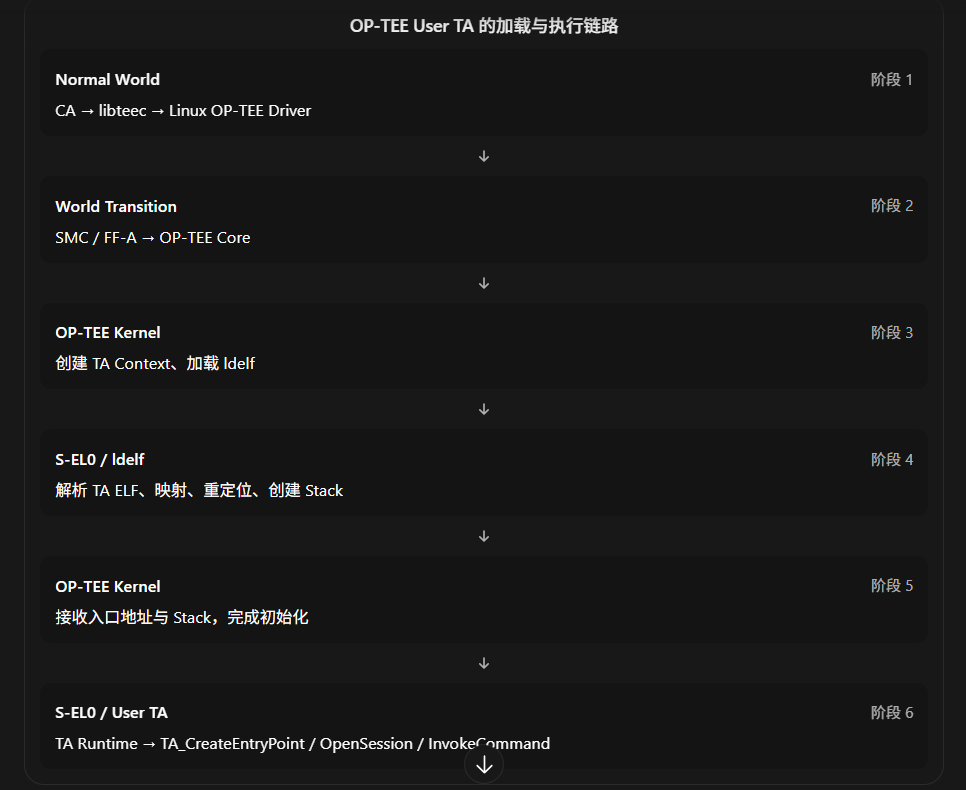 OP-TEE User TA 的加载与执行链路
Normal World
阶段 1
CA → libteec → Linux OP-TEE Driver
↓
World Transition
阶段 2
SMC / FF-A → OP-TEE Core
↓
OP-TEE Kernel
阶段 3
创建 TA Context、加载 ldelf
↓
S-EL0 / ldelf
阶段 4
解析 TA ELF、映射、重定位、创建 Stack
↓
OP-TEE Kernel
阶段 5
接收入口地址与 Stack，完成初始化
↓
S-EL0 / User TA
阶段 6
TA Runtime → TA_CreateEntryPoint / OpenSession / InvokeCommand
↓